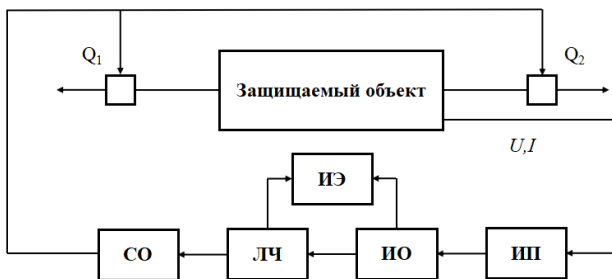 Q1 Q2
Защищаемый объект
U,I
ИЭ
СО ЛЧ ИО ИП